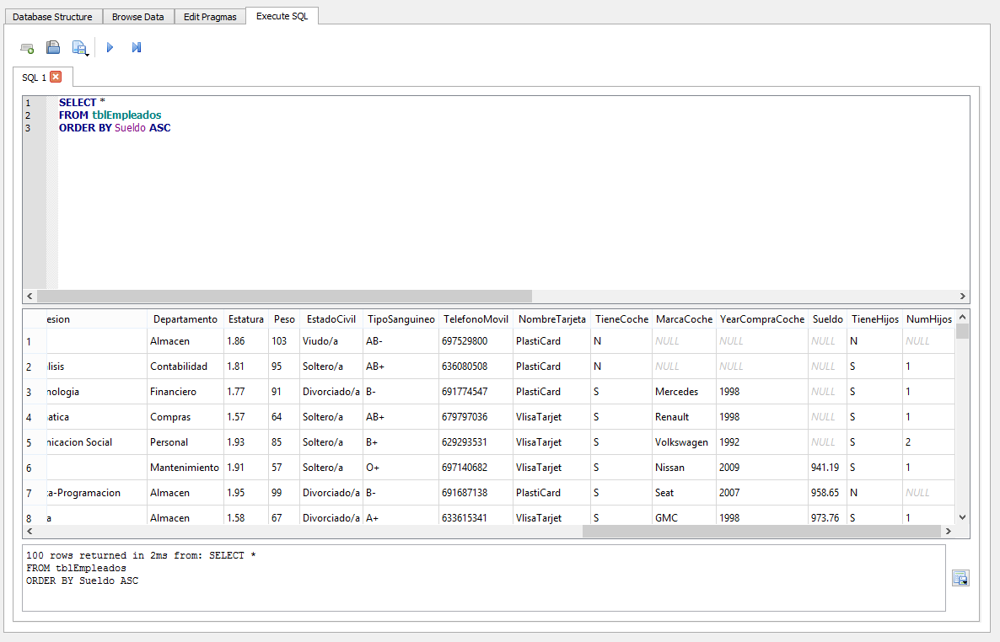 Database Structure Browse Data Edit Pragmas Execute SQL
SQL 1
1 SELECT *
2 FROM tblEmpleados
3 ORDER BY Sueldo ASC
esion Departamento Estatura Peso EstadoCivil TipoSanguineo TelefonoMovil NombreTarjeta TieneCoche MarcaCoche YearCompraCoche Sueldo TieneHijos NumHijos
1 Almacen 1.86 103 Viudo/a AB- 697529800 PlastiCard N NULL NULL NULL N NULL
2 lisis Contabilidad 1.81 95 Soltero/a AB+ 636080508 PlastiCard N NULL NULL NULL S 1
3 nologia Financiero 1.77 91 Divorciado/a B- 691774547 PlastiCard S Mercedes 1998 NULL S 1
4 atica Compras 1.57 64 Soltero/a AB+ 679797036 VlisaTarjet S Renault 1998 NULL S 1
5 nicacion Social Personal 1.93 85 Soltero/a B+ 629293531 VlisaTarjet S Volkswagen 1992 NULL S 2
6 Mantenimiento 1.91 57 Soltero/a O+ 697140682 VlisaTarjet S Nissan 2009 941.19 S 1
7 ta-Programacion Almacen 1.95 99 Divorciado/a B- 691687138 PlastiCard S Seat 2007 958.65 N NULL
8 a Almacen 1.58 67 Divorciado/a A+ 633615341 VlisaTarjet S GMC 1998 973.76 S 1
100 rows returned in 2ms from: SELECT *
FROM tblEmpleados
ORDER BY Sueldo ASC